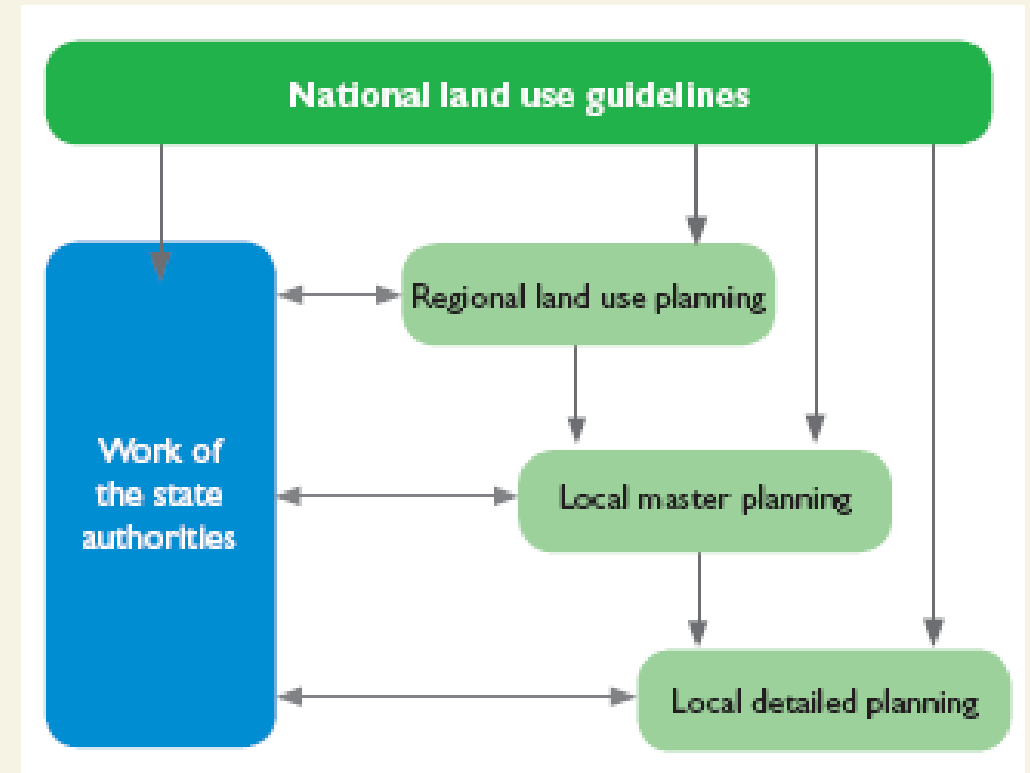 National land use guidelines
Regional land use planning
Work of
the state
authorities
Local master planning
Local detailed planning